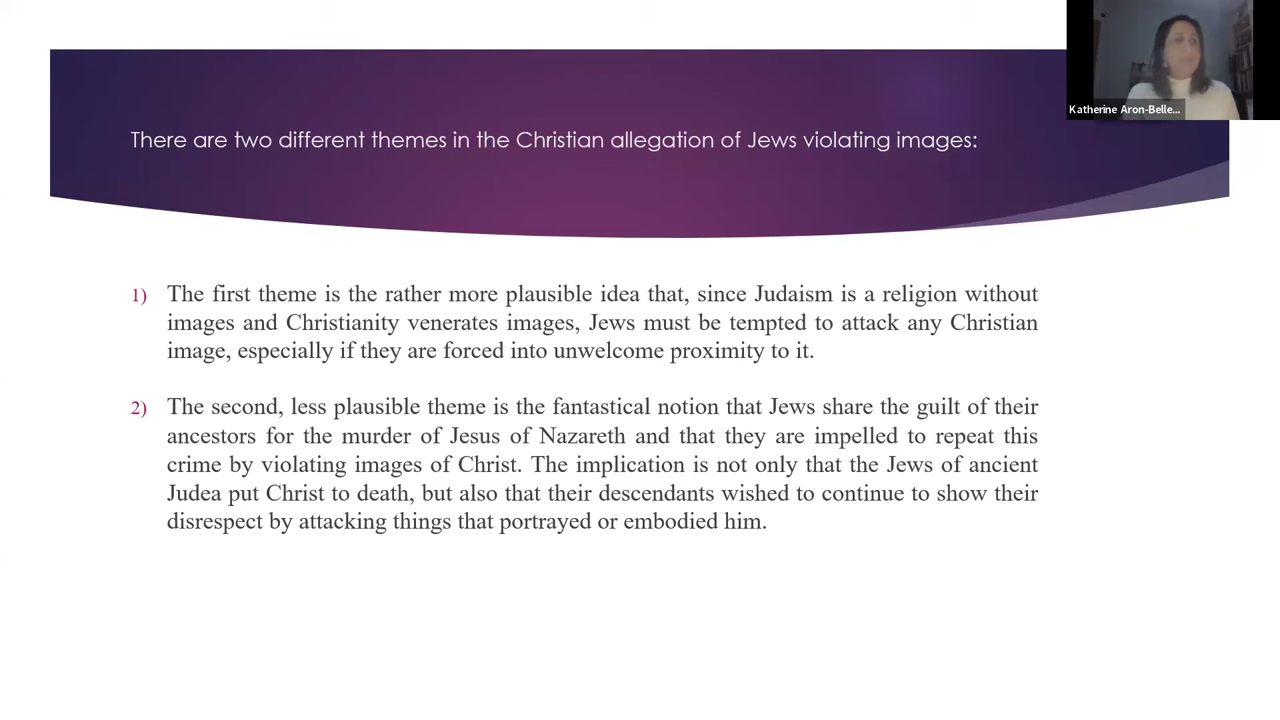 Katherine Aron-Belle...
There are two different themes in the Christian allegation of Jews violating images:
1) The first theme is the rather more plausible idea that, since Judaism is a religion without
images and Christianity venerates images, Jews must be tempted to attack any Christian
image, especially if they are forced into unwelcome proximity to it.
2) The second, less plausible theme is the fantastical notion that Jews share the guilt of their
ancestors for the murder of Jesus of Nazareth and that they are impelled to repeat this
crime by violating images of Christ. The implication is not only that the Jews of ancient
Judea put Christ to death, but also that their descendants wished to continue to show their
disrespect by attacking things that portrayed or embodied him.